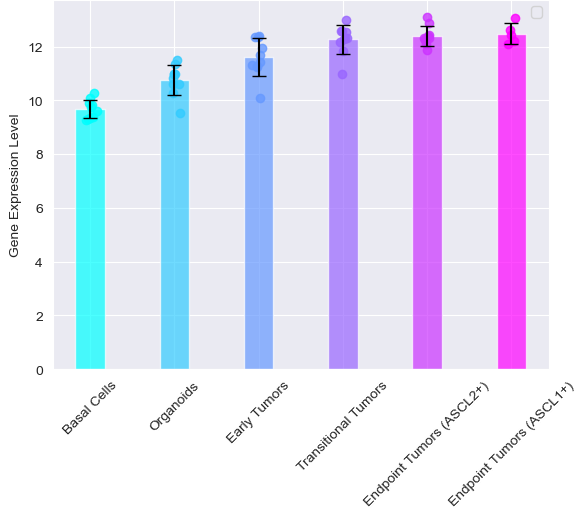 Gene Expression Level
12
10
8
6
4
2
0
Basal Cells
Organoids
Early Tumors
Transitional Tumors
Endpoint Tumors (ASCL2+)
Endpoint Tumors (ASCL1+)